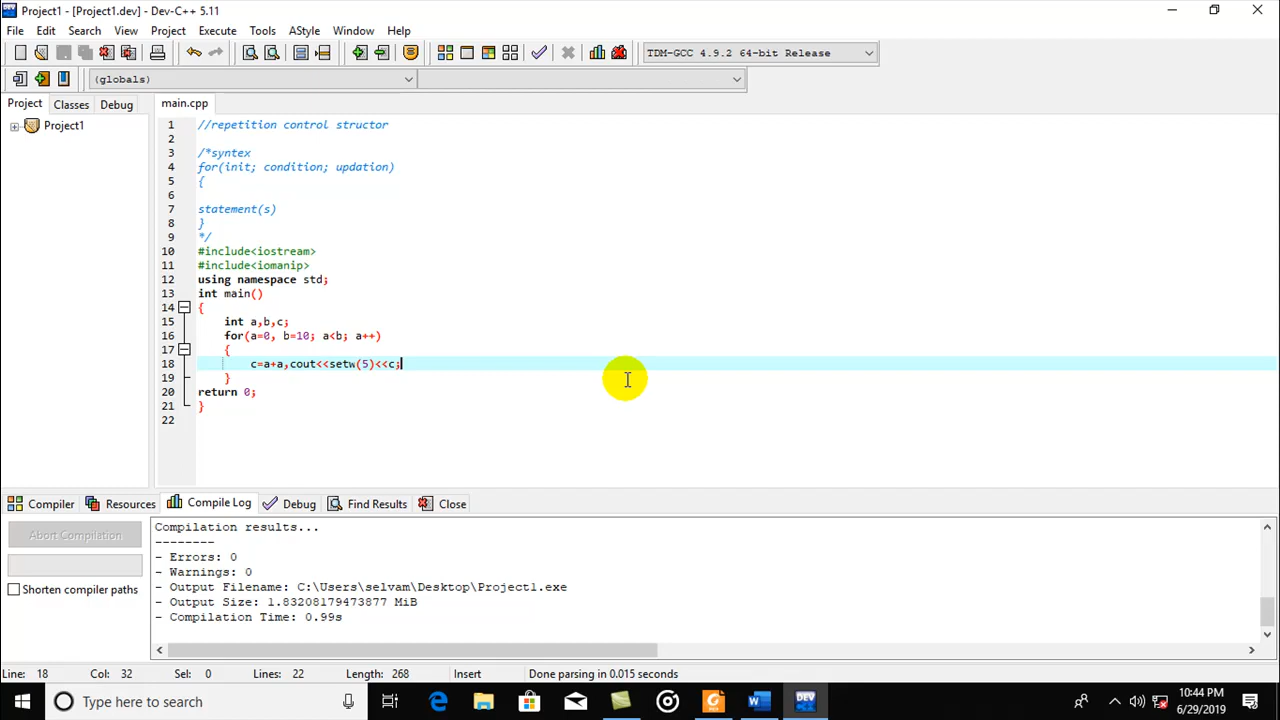 Project1 - [Project1.dev] - Dev-C++ 5.11
File Edit Search View Project Execute Tools AStyle Window Help
TDM-GCC 4.9.2 64-bit Release
(globals)
Project Classes Debug
main.cpp
Project1
1 //repetition control structor
2
3 /*syntex
4 for(init; condition; updation)
5 {
6
7 statement(s)
8 }
9 */
10 #include<iostream>
11 #include<iomanip>
12 using namespace std;
13 int main()
14 {
15 int a,b,c;
16 for(a=0, b=10; a<b; a++)
17 {
18 c=a+a,cout<<setw(5)<<c;
19 }
20 return 0;
21 }
22
Compiler Resources Compile Log Debug Find Results Close
Abort Compilation
Shorten compiler paths
Compilation results...
--------
- Errors: 0
- Warnings: 0
- Output Filename: C:\Users\selvam\Desktop\Project1.exe
- Output Size: 1.83208179473877 MiB
- Compilation Time: 0.99s
Line: 18 Col: 32 Sel: 0 Lines: 22 Length: 268 Insert Done parsing in 0.015 seconds
Type here to search
10:44 PM
6/29/2019